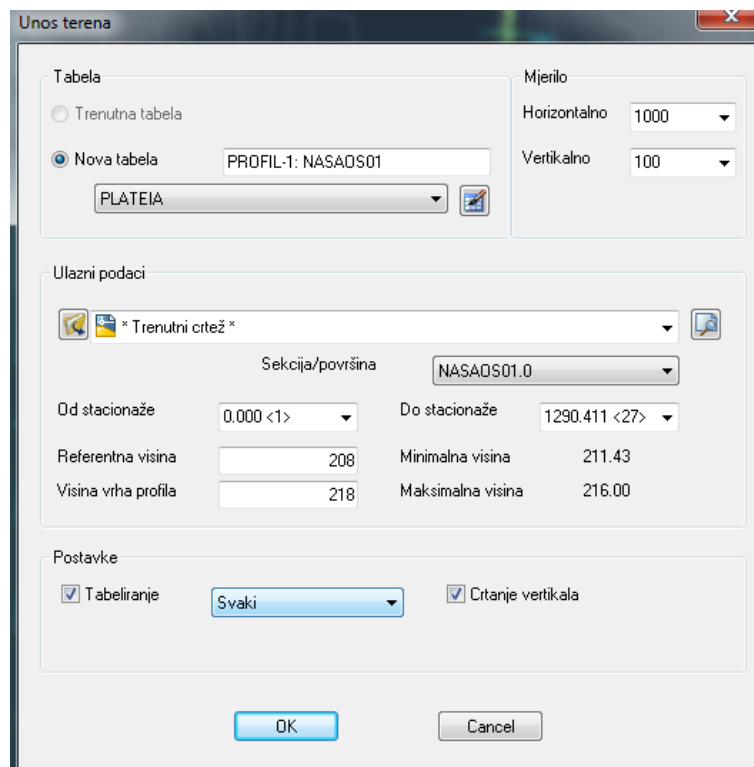 Unos terena
Tabela
Trenutna tabela
Nova tabela PROFIL-1: NASAOS01
PLATEIA
Mjerilo
Horizontalno 1000
Vertikalno 100
Ulazni podaci
* Trenutni crtež *
Sekcija/površina NASAOS01.0
Od stacionaže 0.000 <1> Do stacionaže 1290.411 <27>
Referentna visina 208 Minimalna visina 211.43
Visina vrha profila 218 Maksimalna visina 216.00
Postavke
Tabeliranje Svaki Crtanje vertikala
OK Cancel